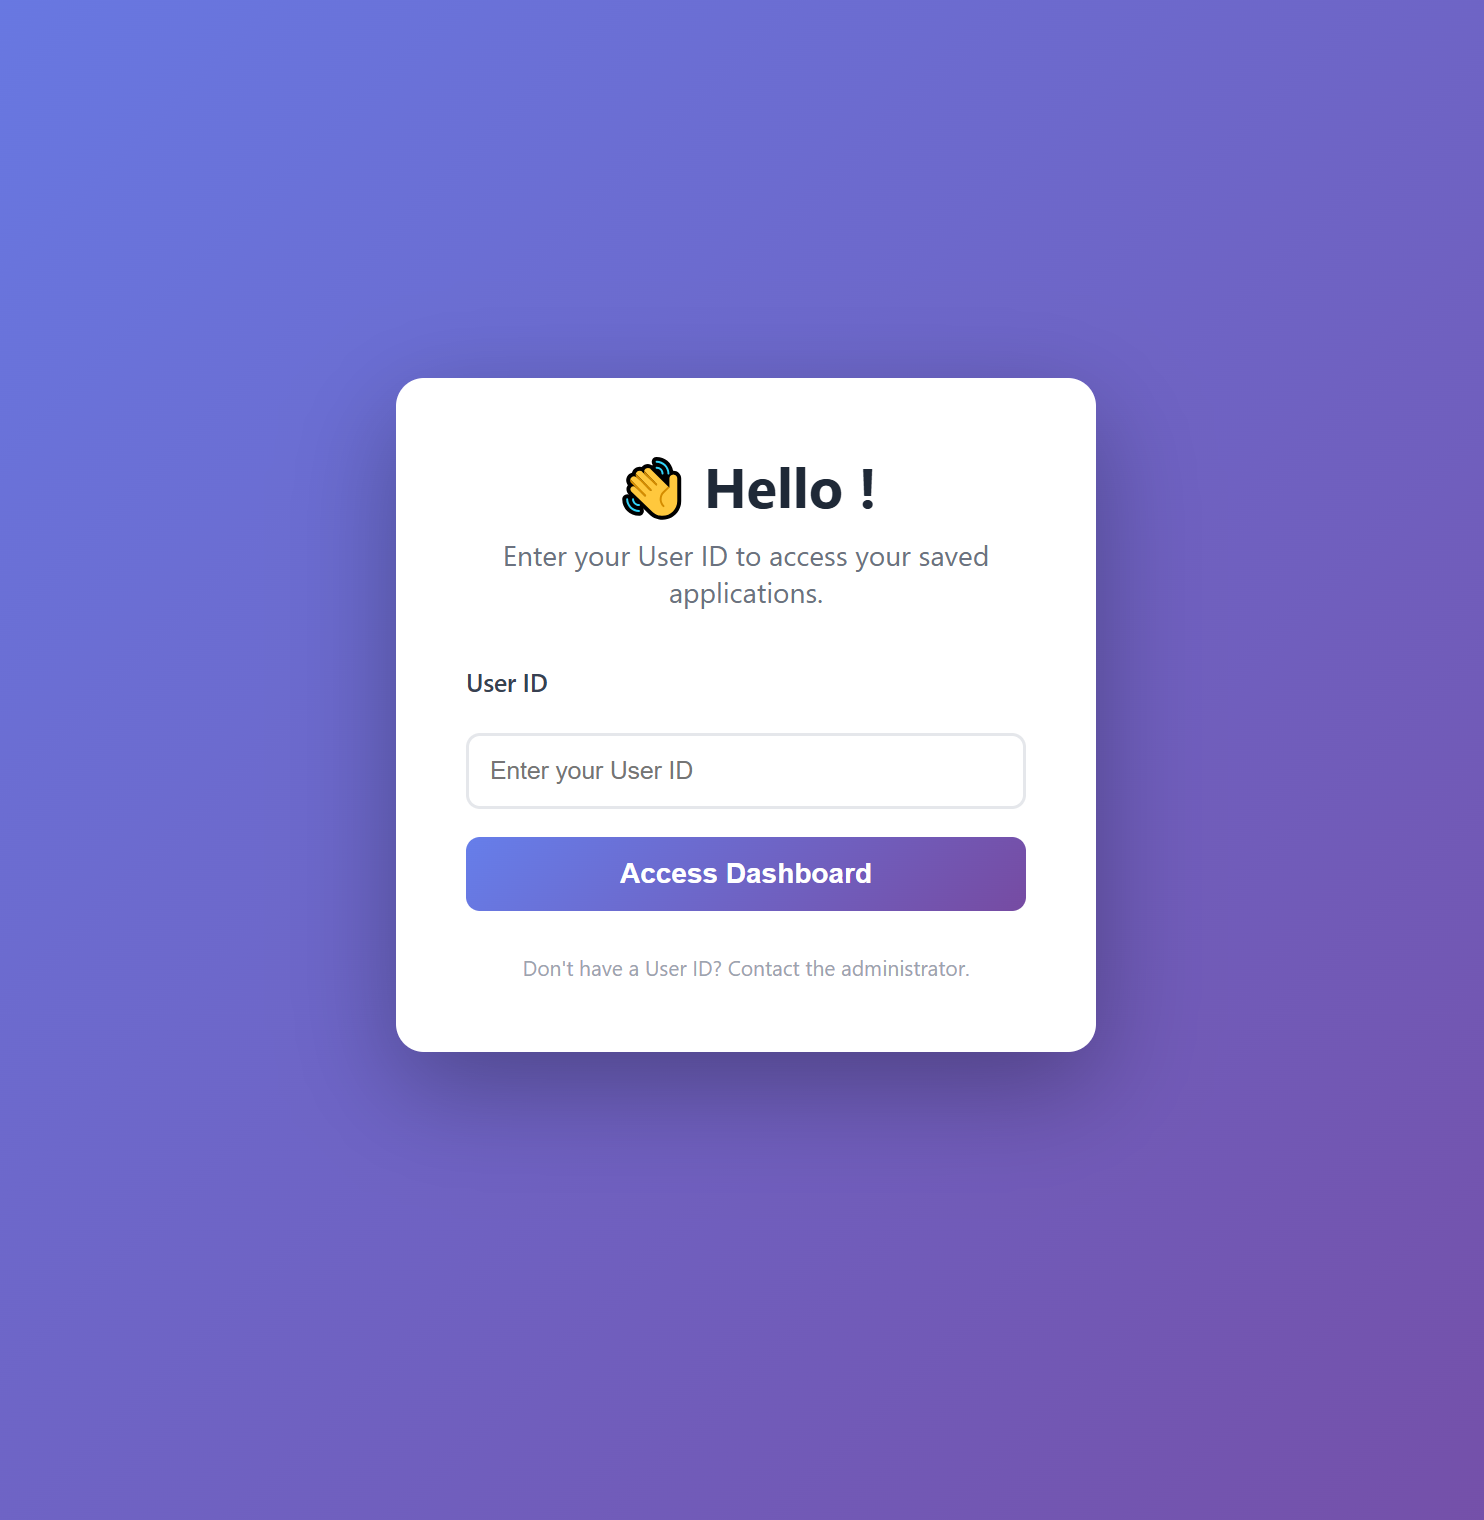 👋 Hello !
Enter your User ID to access your saved
applications.
User ID
Enter your User ID
Access Dashboard
Don't have a User ID? Contact the administrator.